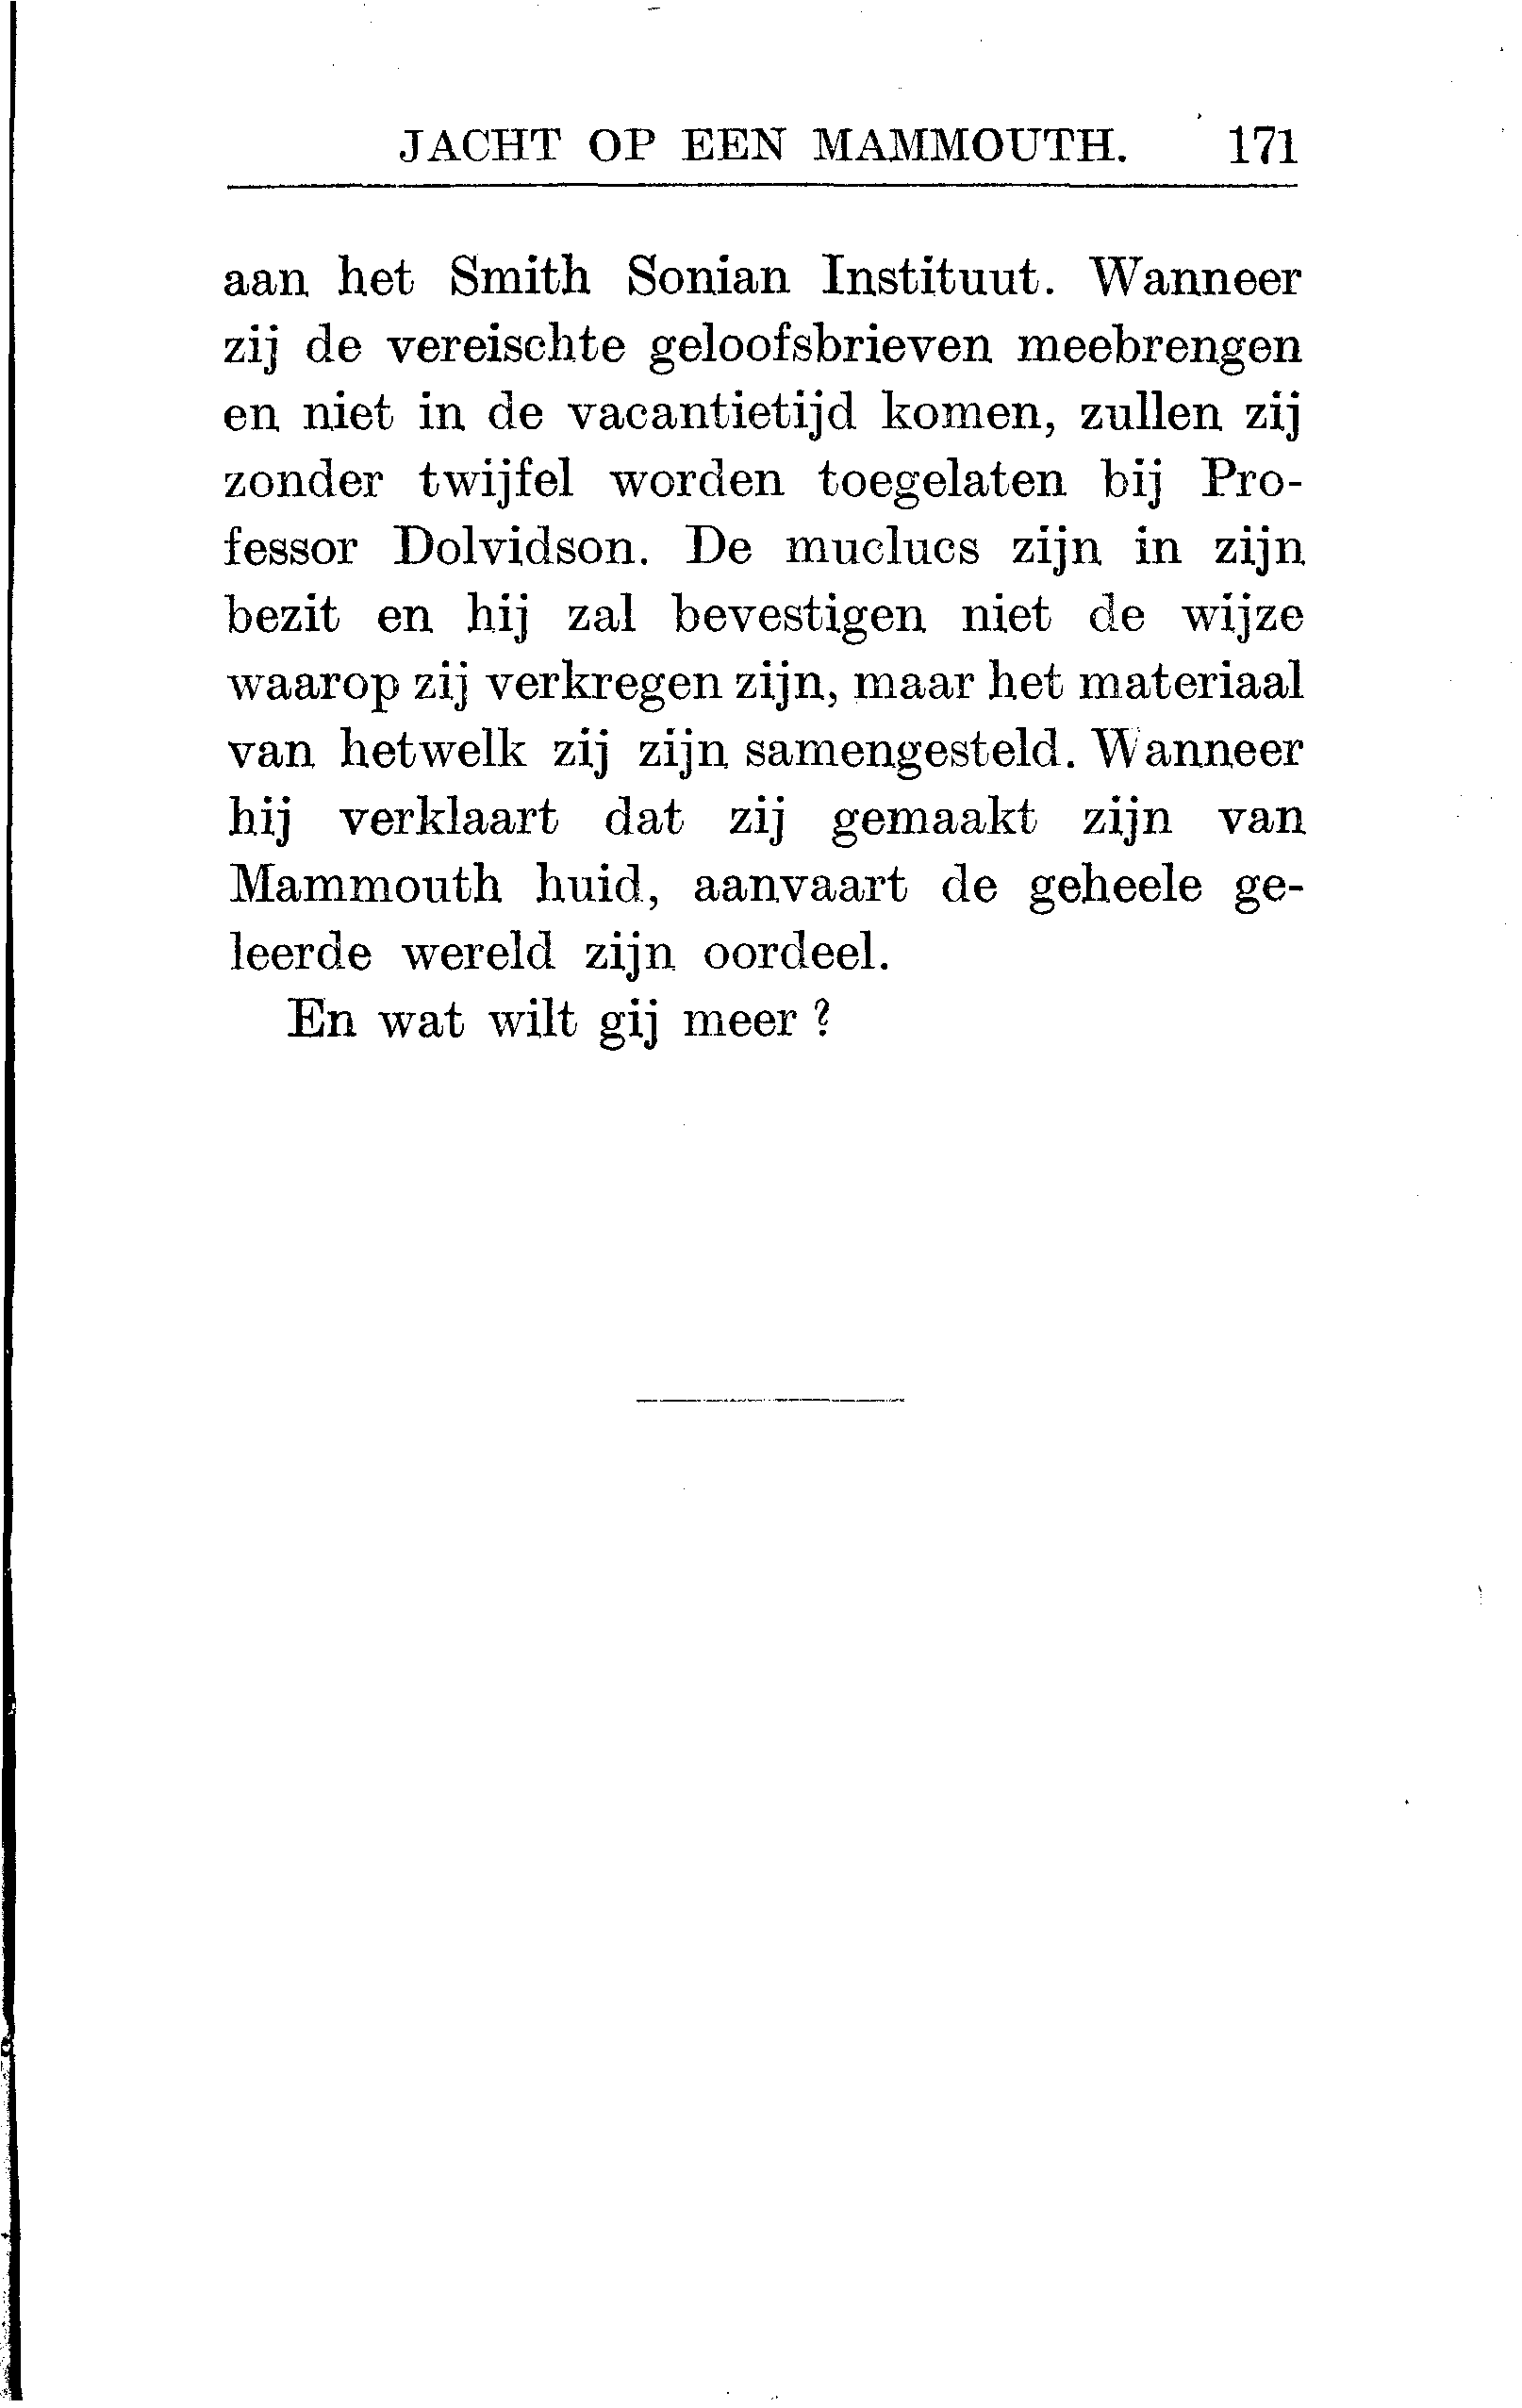 JACHT OP EEN MAMMOUTH. 171
aan het Smith Sonian Instituut. Wanneer
zij de vereischte geloofsbrieven meebrengen
en niet in de vacantietijd komen, zullen zij
zonder twijfel worden toegelaten bij Pro-
fessor Dolvidson. De muclucs zijn in zijn
bezit en hij zal bevestigen niet de wijze
waarop zij verkregen zijn, maar het materiaal
van hetwelk zij zijn samengesteld. Wanneer
hij verklaart dat zij gemaakt zijn van
Mammouth huid, aanvaart de geheele ge-
leerde wereld zijn oordeel.
En wat wilt gij meer ?